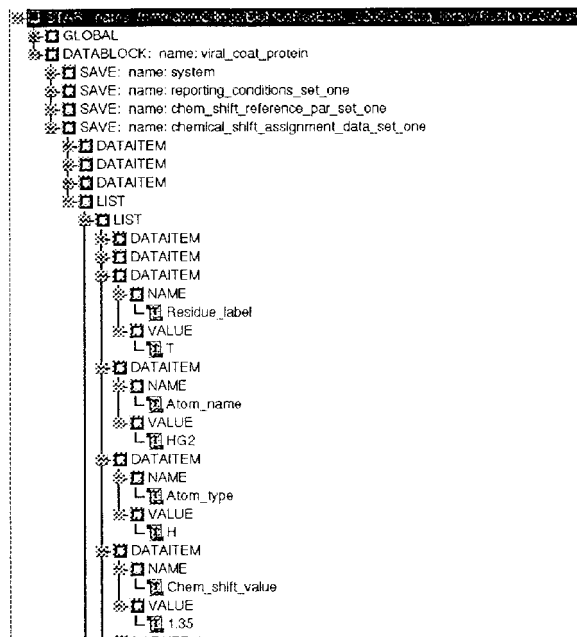 STAR name:
GLOBAL
DATABLOCK: name: viral_coat_protein
SAVE: name: system
SAVE: name: reporting_conditions_set_one
SAVE: name: chem_shift_reference_par_set_one
SAVE: name: chemical_shift_assignment_data_set_one
DATAITEM
DATAITEM
DATAITEM
LIST
LIST
DATAITEM
DATAITEM
DATAITEM
NAME
Residue_label
VALUE
T
DATAITEM
NAME
Atom_name
VALUE
HG2
DATAITEM
NAME
Atom_type
VALUE
H
DATAITEM
NAME
Chem_shift_value
VALUE
1.35